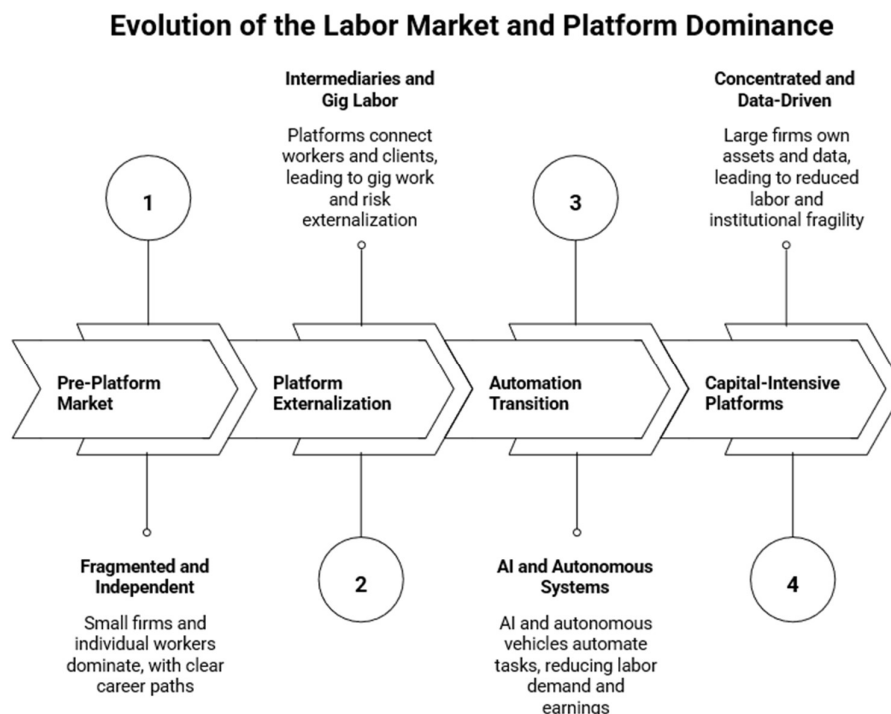 Evolution of the Labor Market and Platform Dominance
1
Pre-Platform
Market
Fragmented and
Independent
Small firms and
individual workers
dominate, with clear
career paths
Intermediaries and
Gig Labor
Platforms connect
workers and clients,
leading to gig work
and risk
externalization
Platform
Externalization
2
3
Automation
Transition
AI and Autonomous
Systems
AI and autonomous
vehicles automate
tasks, reducing labor
demand and
earnings
Concentrated and
Data-Driven
Large firms own
assets and data,
leading to reduced
labor and
institutional fragility
Capital-Intensive
Platforms
4